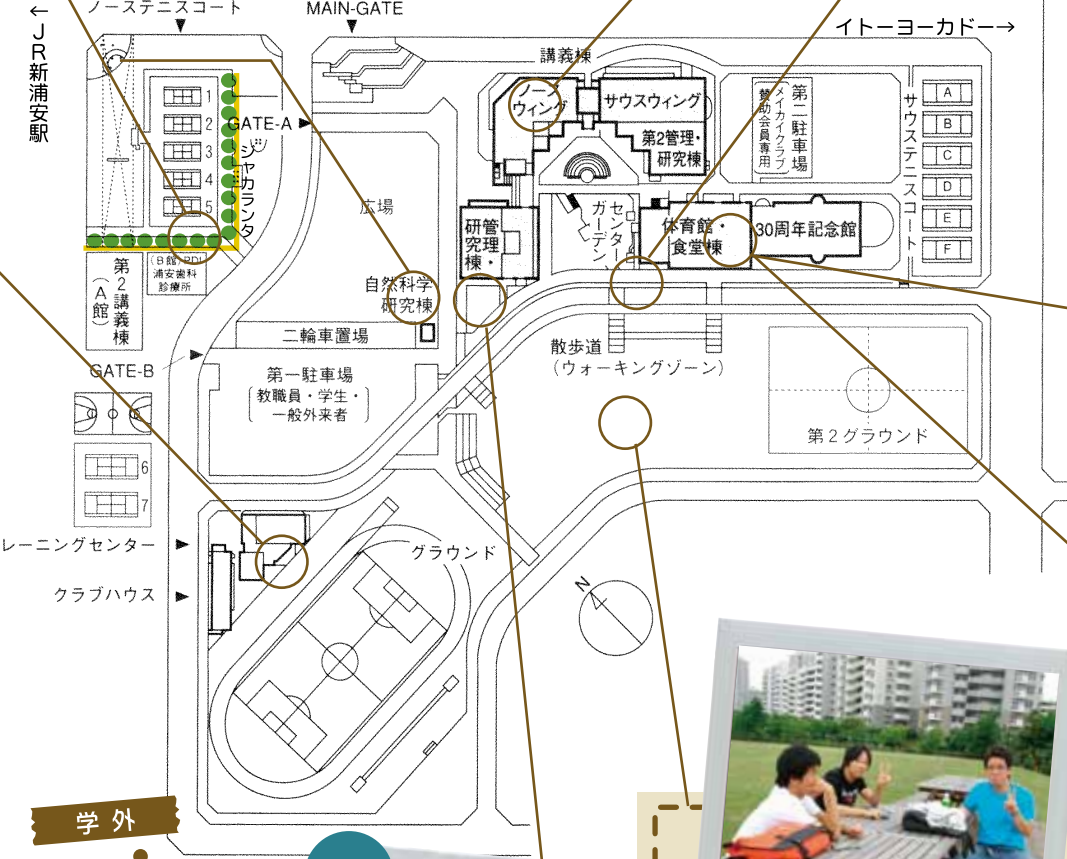 ノーステニスコート
MAIN-GATE
イトーヨーカドー→
←JR新浦安駅
講義棟
ノース
ウィング
サウスウィング
第2管理・
研究棟
第二駐車場
メイカイクラブ
賛助会員専用
サウステニスコート
A
B
C
D
E
F
1
2
3
4
5
GATE-A
ジャカランタ
広場
センター
ガーデン
体育館・
食堂棟
30周年記念館
管理・
研究棟
自然科学
研究棟
第2講義棟
（A館）
（B館）PDI
浦安歯科
診療所
二輪車置場
GATE-B
第一駐車場
教職員・学生・
一般外来者
散歩道
（ウォーキングゾーン）
第2グラウンド
6
7
レーニングセンター
クラブハウス
グラウンド
N
学外